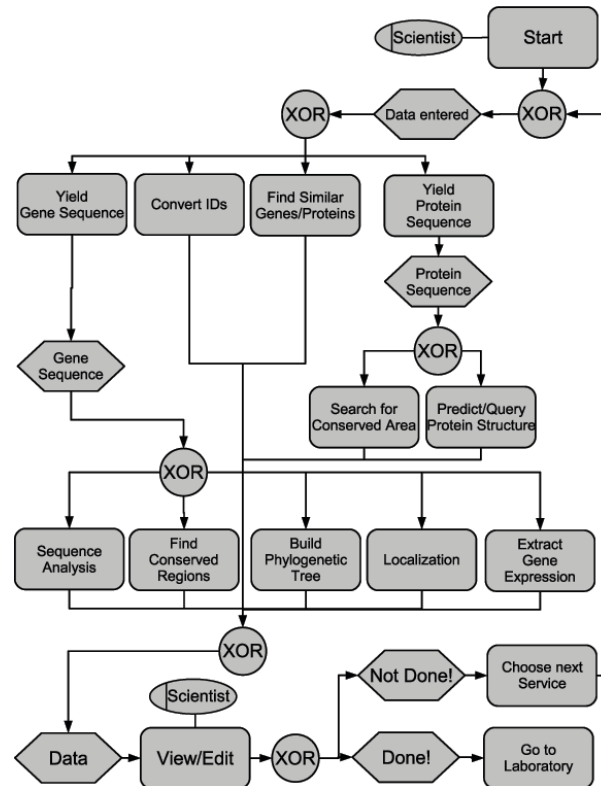 Scientist
Start
XOR
Data entered
XOR
Yield
Gene Sequence
Convert IDs
Find Similar
Genes/Proteins
Yield
Protein
Sequence
Protein
Sequence
Gene
Sequence
XOR
Search for
Conserved Area
Predict/Query
Protein Structure
XOR
Sequence
Analysis
Find
Conserved
Regions
Build
Phylogenetic
Tree
Localization
Extract
Gene
Expression
XOR
Scientist
Not Done!
Choose next
Service
Data
View/Edit
XOR
Done!
Go to
Laboratory